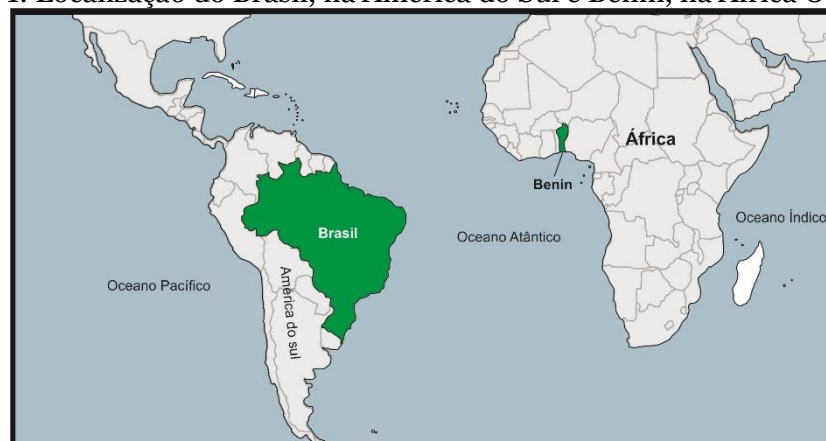 1. Localização do Brasil, na América do Sul e Benin, na África O
África
Benin
Oceano Índico
Brasil
Oceano Atântico
Oceano Pacífico
América do sul